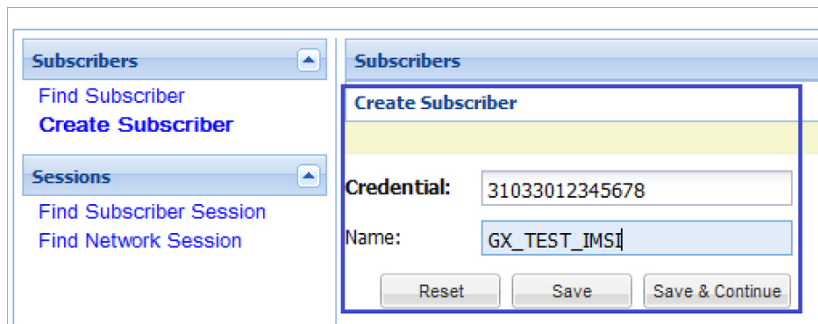 Subscribers
Find Subscriber
Create Subscriber
Sessions
Find Subscriber Session
Find Network Session
Subscribers
Create Subscriber
Credential: 31033012345678
Name: GX_TEST_IMSI
Reset Save Save & Continue